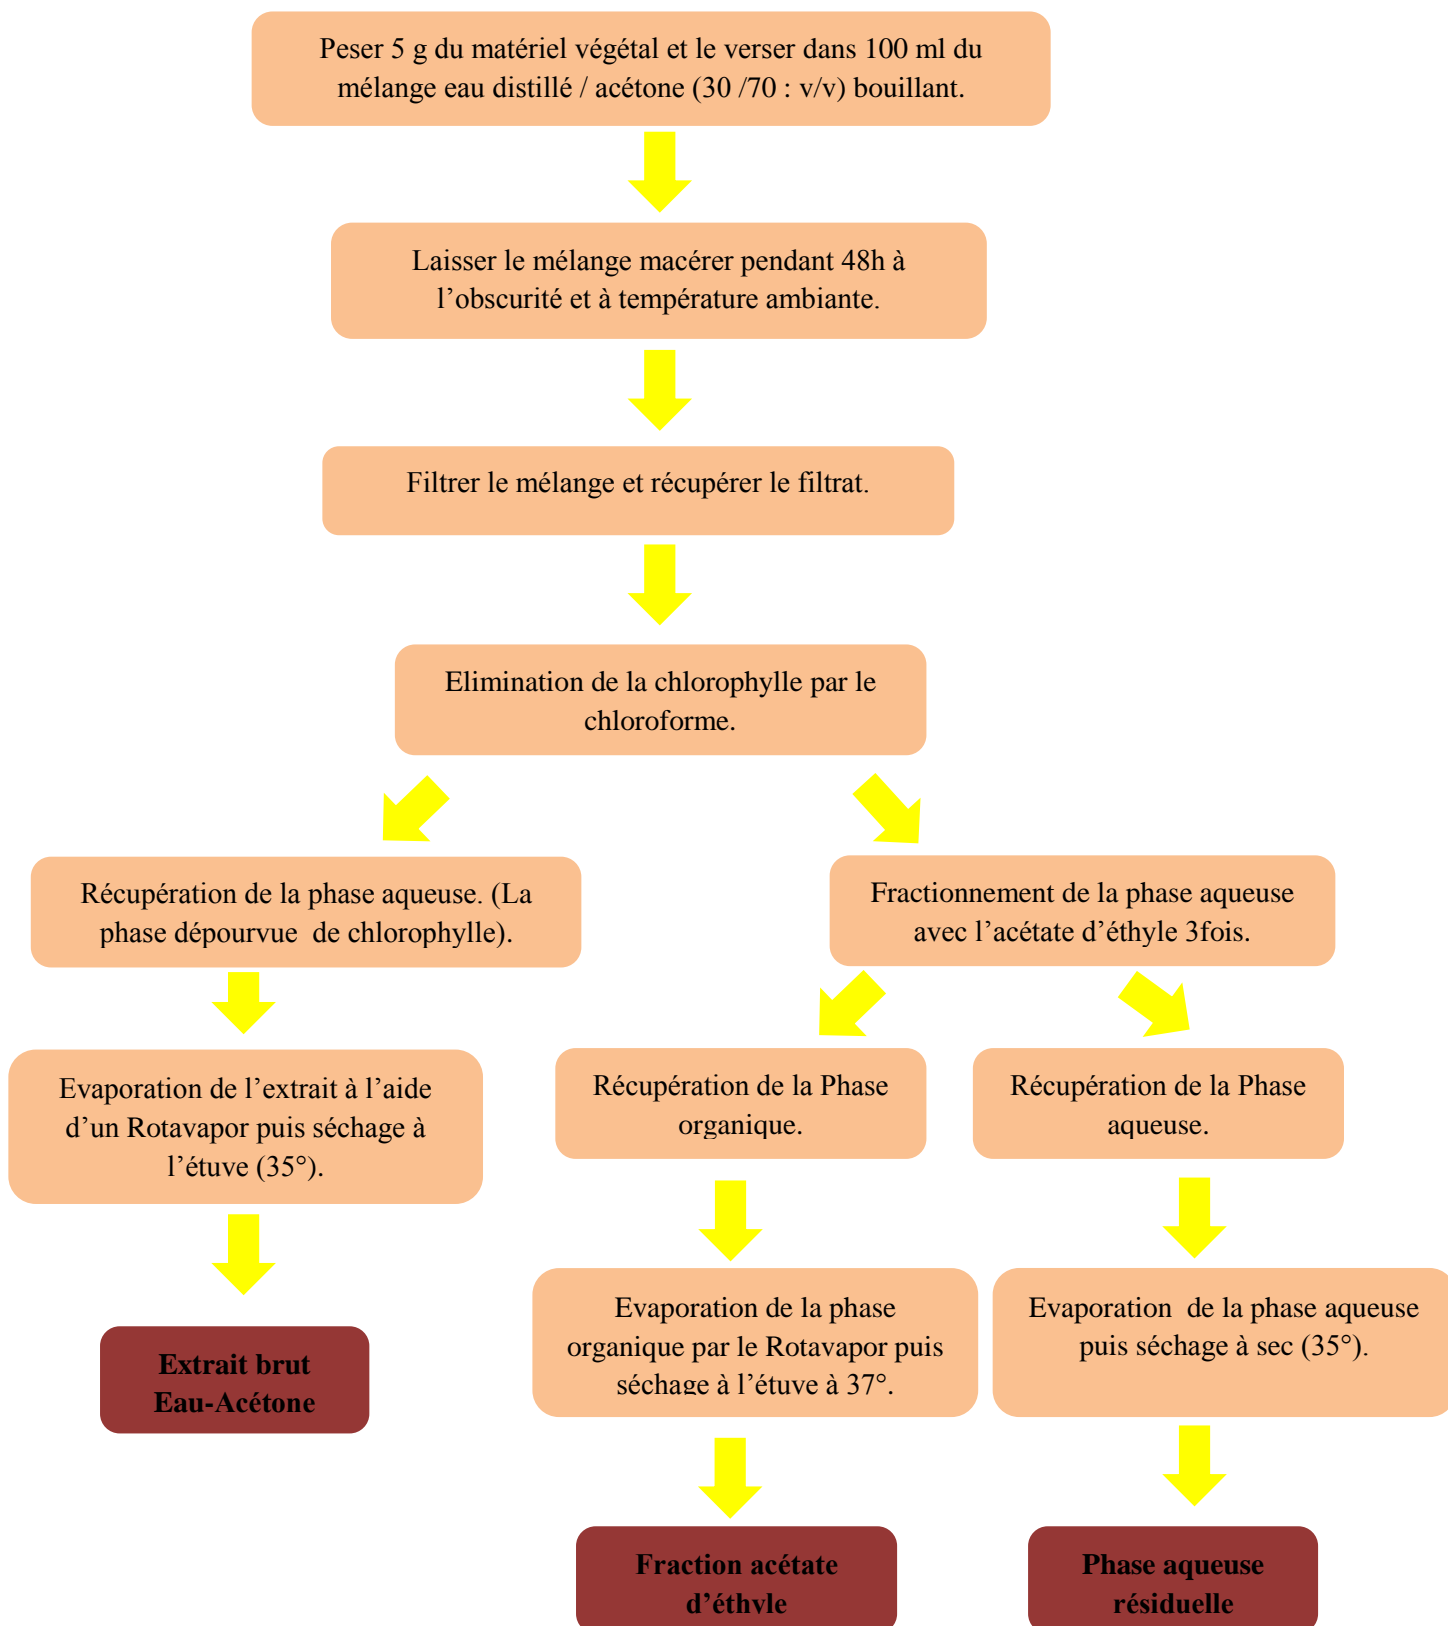 Peser 5 g du matériel végétal et le verser dans 100 ml du
mélange eau distillé / acétone (30 /70 : v/v) bouillant.
Laisser le mélange macérer pendant 48h à
l’obscurité et à température ambiante.
Filtrer le mélange et récupérer le filtrat.
Elimination de la chlorophylle par le
chloroforme.
Récupération de la phase aqueuse. (La
phase dépourvue de chlorophylle).
Fractionnement de la phase aqueuse
avec l’acétate d’éthyle 3fois.
Evaporation de l’extrait à l’aide
d’un Rotavapor puis séchage à
l’étuve (35°).
Récupération de la Phase
organique.
Récupération de la Phase
aqueuse.
Evaporation de la phase
organique par le Rotavapor puis
séchage à l’étuve à 37°.
Evaporation de la phase aqueuse
puis séchage à sec (35°).
Extrait brut
Eau-Acétone
Fraction acétate
d’éthyle
Phase aqueuse
résiduelle